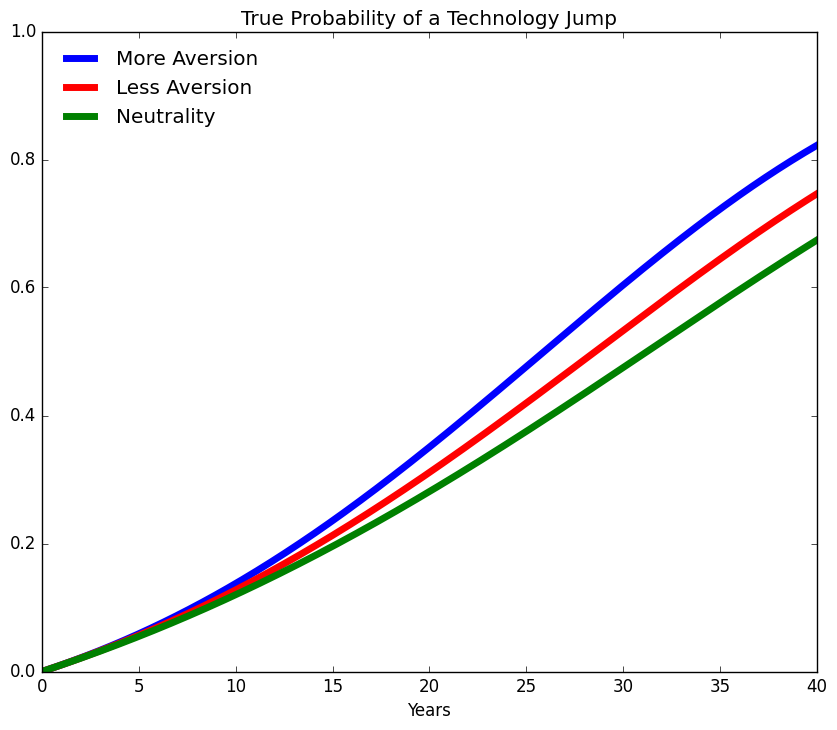 True Probability of a Technology Jump
1.0
More Aversion
Less Aversion
Neutrality
0.8
0.6
0.4
0.2
0.0
0 5 10 15 20 25 30 35 40
Years